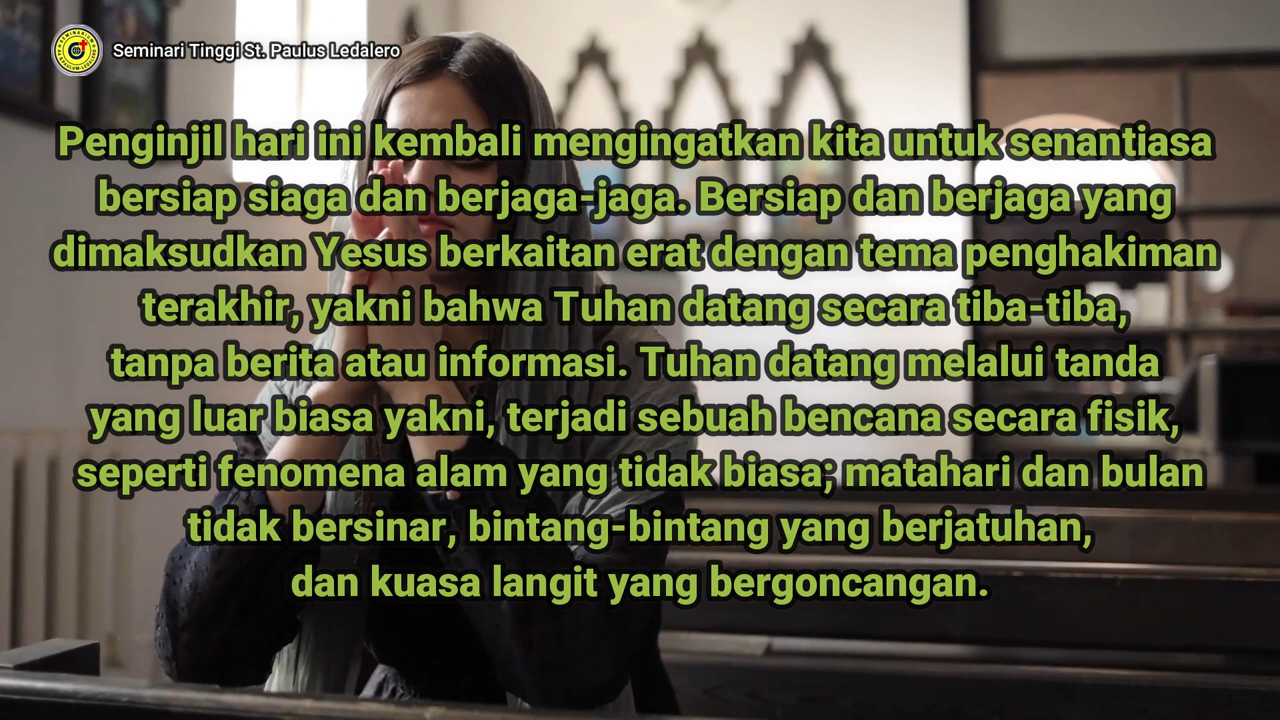 Seminari Tinggi St. Paulus Ledalero
Penginjil hari ini kembali mengingatkan kita untuk senantiasa
bersiap siaga dan berjaga-jaga. Bersiap dan berjaga yang
dimaksudkan Yesus berkaitan erat dengan tema penghakiman
terakhir, yakni bahwa Tuhan datang secara tiba-tiba,
tanpa berita atau informasi. Tuhan datang melalui tanda
yang luar biasa yakni, terjadi sebuah bencana secara fisik,
seperti fenomena alam yang tidak biasa; matahari dan bulan
tidak bersinar, bintang-bintang yang berjatuhan,
dan kuasa langit yang bergoncangan.